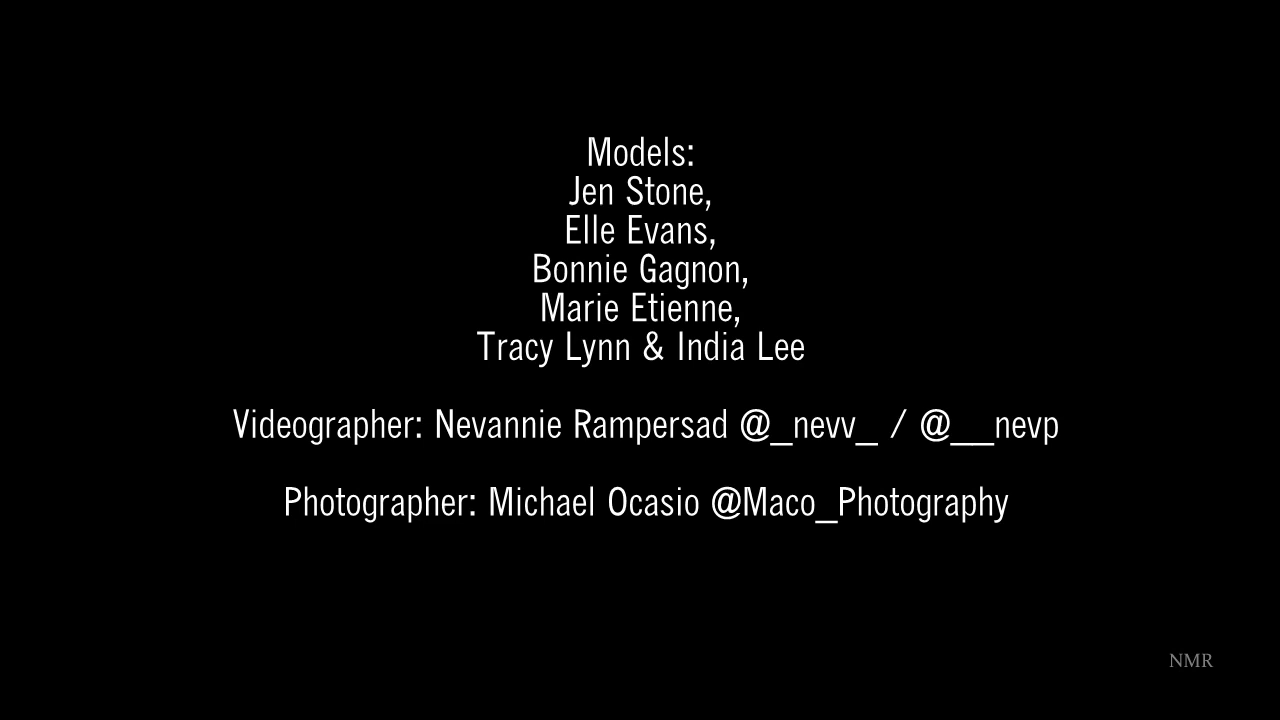 Models:
Jen Stone,
Elle Evans,
Bonnie Gagnon,
Marie Etienne,
Tracy Lynn & India Lee
Videographer: Nevannie Rampersad @_nevv_ / @__nevp
Photographer: Michael Ocasio @Maco_Photography
NMR